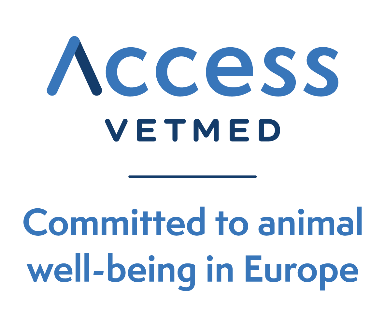 Access
VETMED
Committed to animal
well-being in Europe